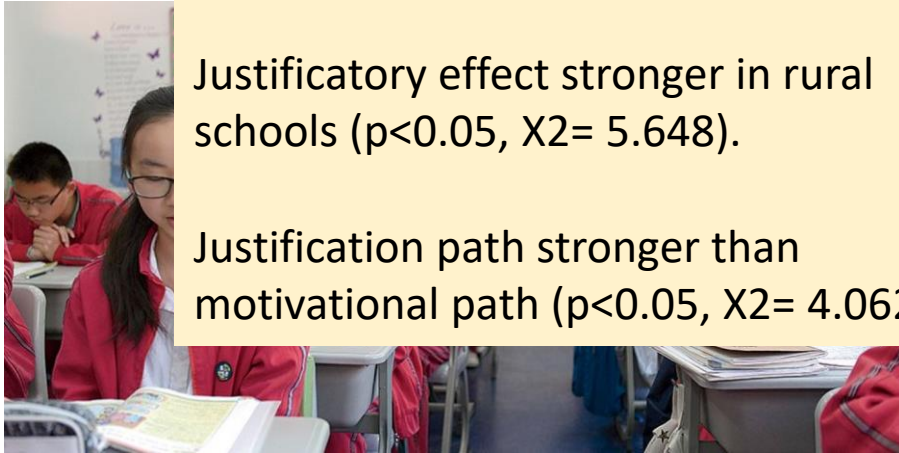 Justificatory effect stronger in rural
schools (p<0.05, X2= 5.648).
Justification path stronger than
motivational path (p<0.05, X2= 4.062